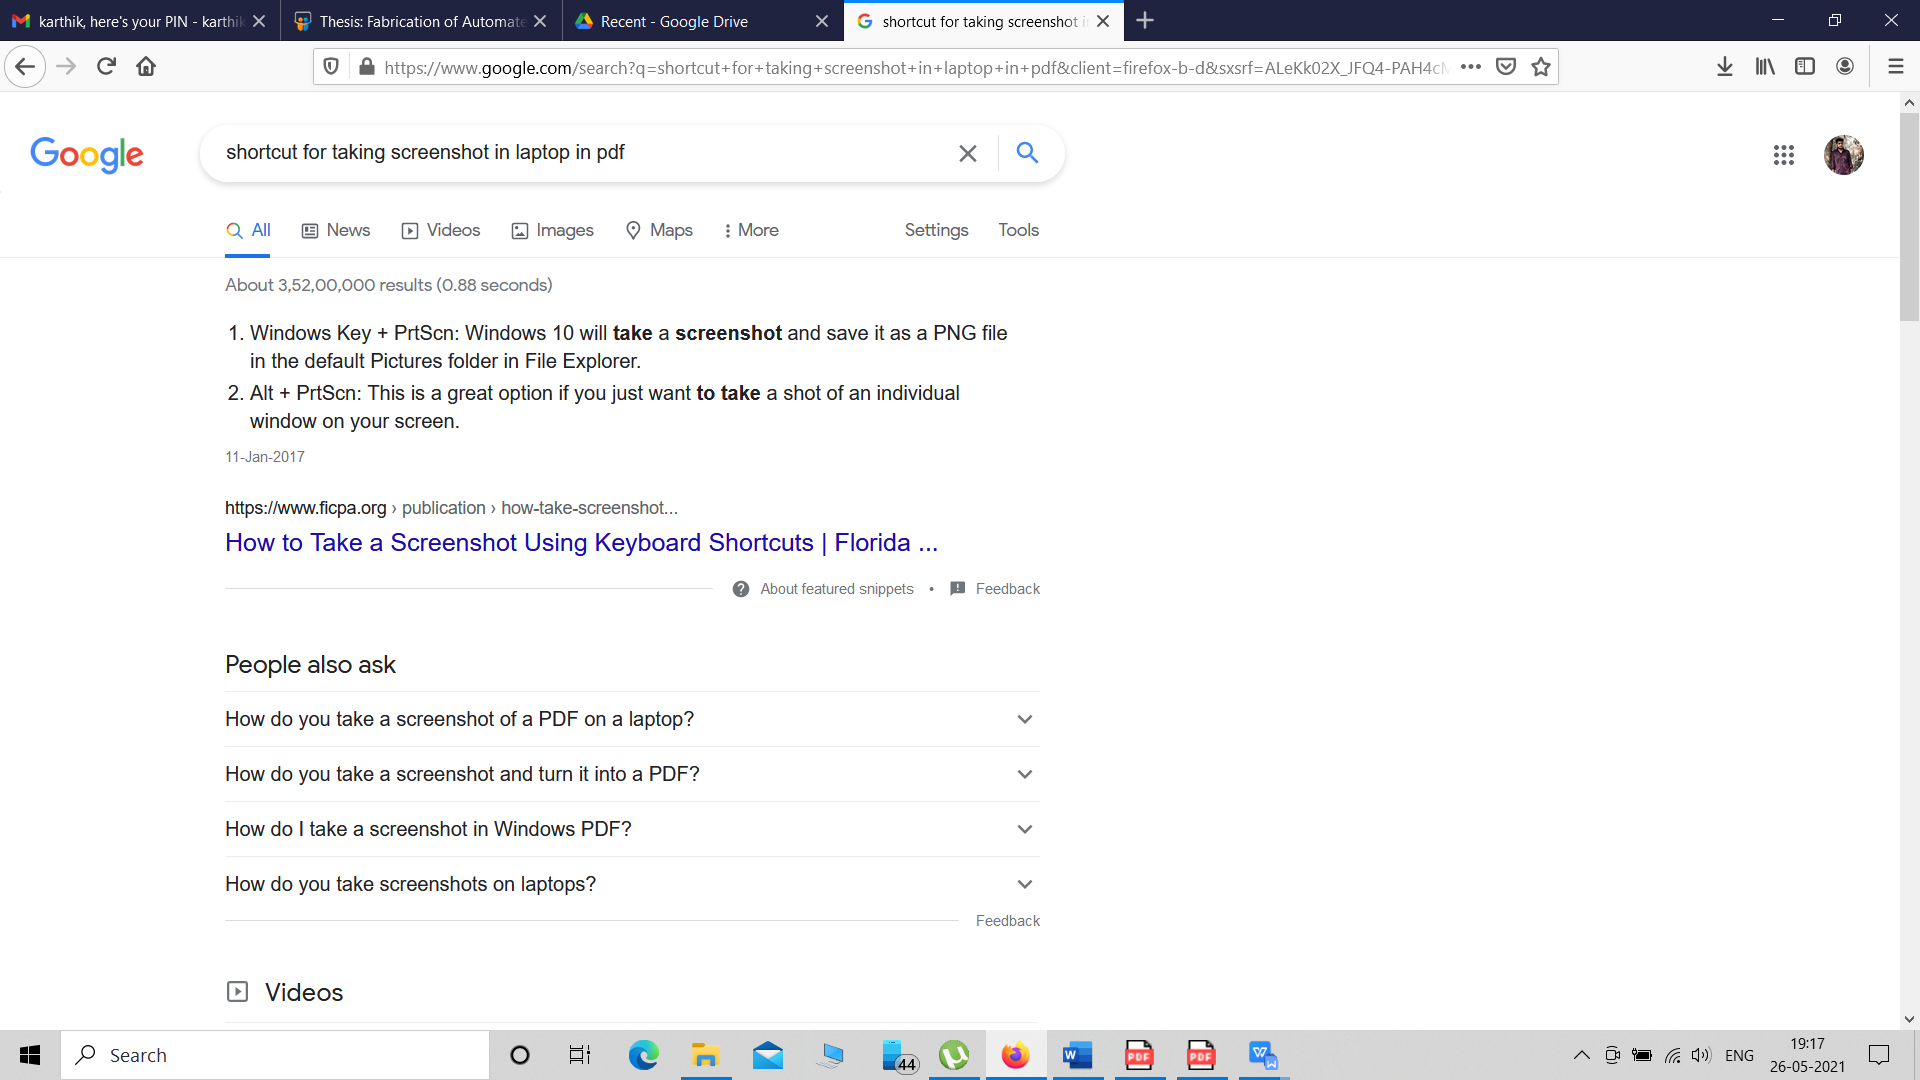 karthik, here's your PIN - karthik
Thesis: Fabrication of Automate
Recent - Google Drive
shortcut for taking screenshot i
https://www.google.com/search?q=shortcut+for+taking+screenshot+in+laptop+in+pdf&client=firefox-b-d&sxsrf=ALeKk02X_JFQ4-PAH4cM
Google
shortcut for taking screenshot in laptop in pdf
All News Videos Images Maps More Settings Tools
About 3,52,00,000 results (0.88 seconds)
1. Windows Key + PrtScn: Windows 10 will take a screenshot and save it as a PNG file
in the default Pictures folder in File Explorer.
2. Alt + PrtScn: This is a great option if you just want to take a shot of an individual
window on your screen.
11-Jan-2017
https://www.ficpa.org › publication › how-take-screenshot...
How to Take a Screenshot Using Keyboard Shortcuts | Florida ...
About featured snippets • Feedback
People also ask
How do you take a screenshot of a PDF on a laptop?
How do you take a screenshot and turn it into a PDF?
How do I take a screenshot in Windows PDF?
How do you take screenshots on laptops?
Feedback
Videos
Search
44
W
PDF
PDF
W
ENG
19:17
26-05-2021